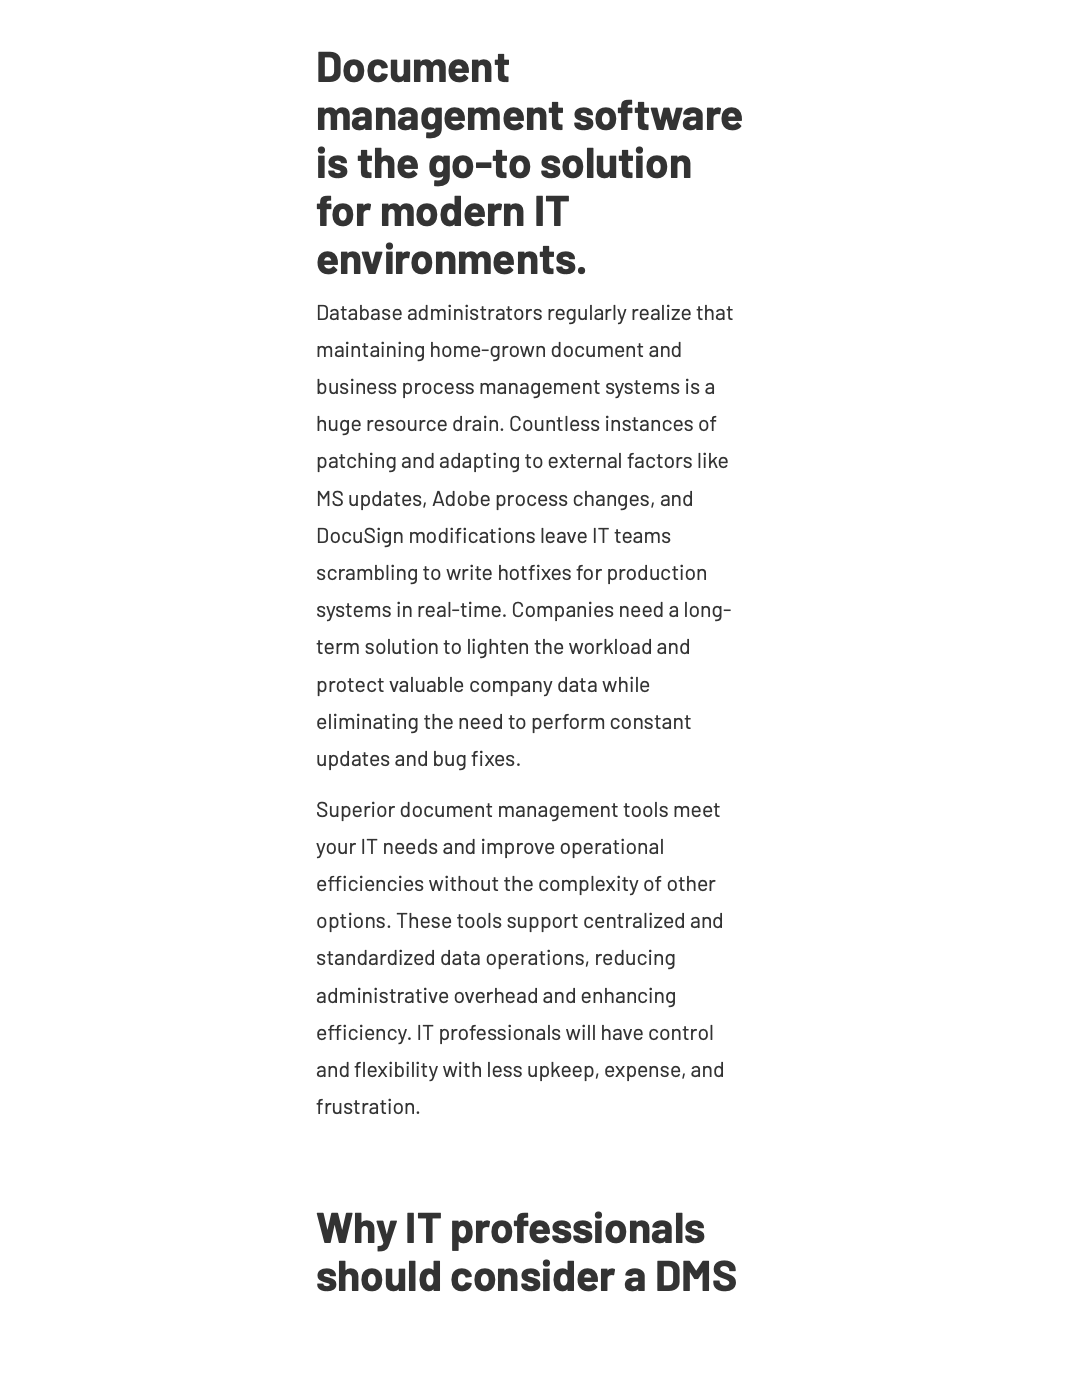 Document
management software
is the go-to solution
for modern IT
environments.
Database administrators regularly realize that
maintaining home-grown document and
business process management systems is a
huge resource drain. Countless instances of
patching and adapting to external factors like
MS updates, Adobe process changes, and
DocuSign modifications leave IT teams
scrambling to write hotfixes for production
systems in real-time. Companies need a long-
term solution to lighten the workload and
protect valuable company data while
eliminating the need to perform constant
updates and bug fixes.
Superior document management tools meet
your IT needs and improve operational
efficiencies without the complexity of other
options. These tools support centralized and
standardized data operations, reducing
administrative overhead and enhancing
efficiency. IT professionals will have control
and flexibility with less upkeep, expense, and
frustration.
Why IT professionals
should consider a DMS